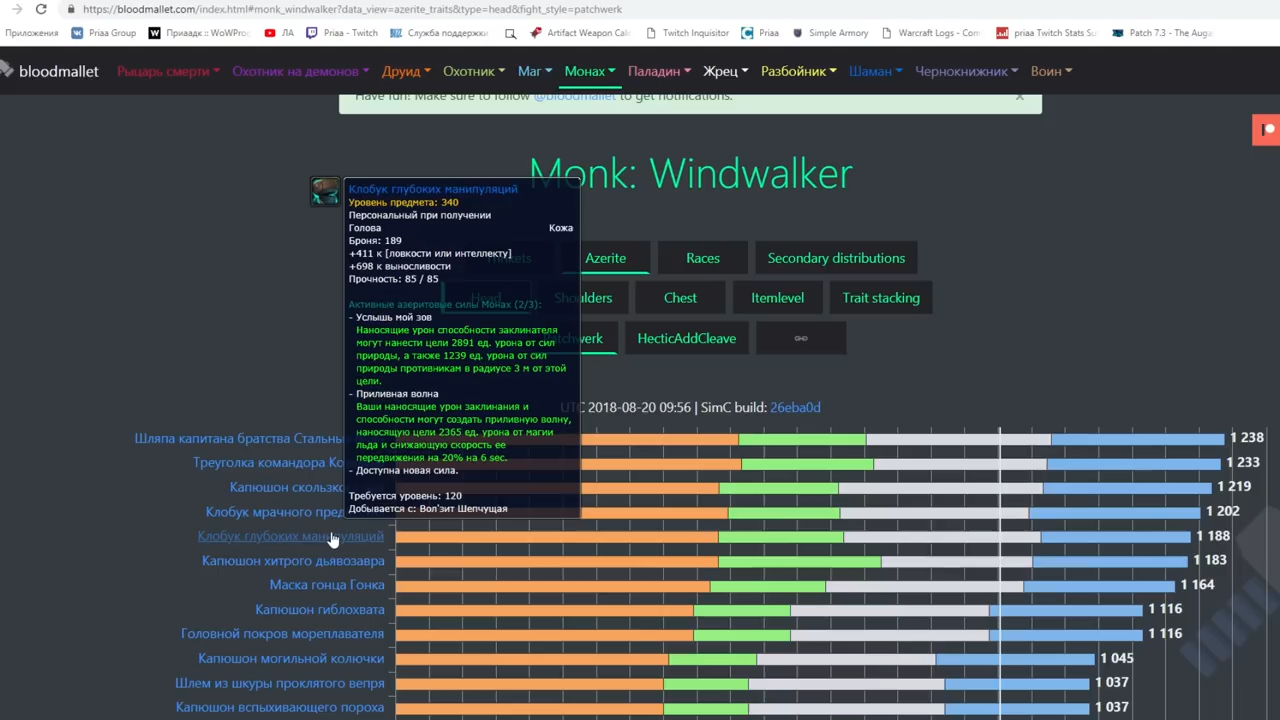 https://bloodmallet.com/index.html#monk_windwalker?data_view=azerite_traits&type=head&fight_style=patchwerk
Приложения Priaa Group Приаадк :: WoWPro ЛА Priaa - Twitch Служба поддержки Artifact Weapon Calc Twinch Inquisitor Priaa Simple Armory Warcraft Logs - Com priaa Twitch Stats Su Patch 7.3 — The Auga
bloodmallet Рыцарь смерти Охотник на демонов Друид Охотник Маг Монах Паладин Жрец Разбойник Шаман Чернокнижник Воин
Have fun! Make sure to follow @bloodmallet to get notifications. ×
Monk: Windwalker
Клобук глубоких манипуляций
Уровень предмета: 340
Персональный при получении
Голова Кожа
Броня: 189
+411 к [ловкости или интеллекту]
+698 к выносливости
Прочность: 85 / 85
Активные азеритовые силы Монах (2/3):
- Услышь мой зов
Наносящие урон способности заклинателя
могут нанести цели 2891 ед. урона от сил
природы, а также 1239 ед. урона от сил
природы противникам в радиусе 3 м от этой
цели.
- Приливная волна
Ваши наносящие урон заклинания и
способности могут создать приливную волну,
наносящую цели 2365 ед. урона от магии
льда и снижающую скорость ее
передвижения на 20% на 6 sec.
- Доступна новая сила.
Требуется уровень: 120
Добывается с: Вол'зит Шепчущая
Azerite Races Secondary distributions
Head Shoulders Chest Itemlevel Trait stacking
HecticAddCleave
UTC 2018-08-20 09:56 | SimC build: 26eba0d
Шляпа капитана братства Стальны 1 238
Треуголка командора Ко 1 233
Капюшон скользко 1 219
Клобук мрачного пред 1 202
Клобук глубоких манипуляций 1 188
Капюшон хитрого дьявозавра 1 183
Маска гонца Гонка 1 164
Капюшон гиблохвата 1 116
Головной покров мореплавателя 1 116
Капюшон могильной колючки 1 045
Шлем из шкуры проклятого вепря 1 037
Капюшон вспыхивающего пороха 1 037